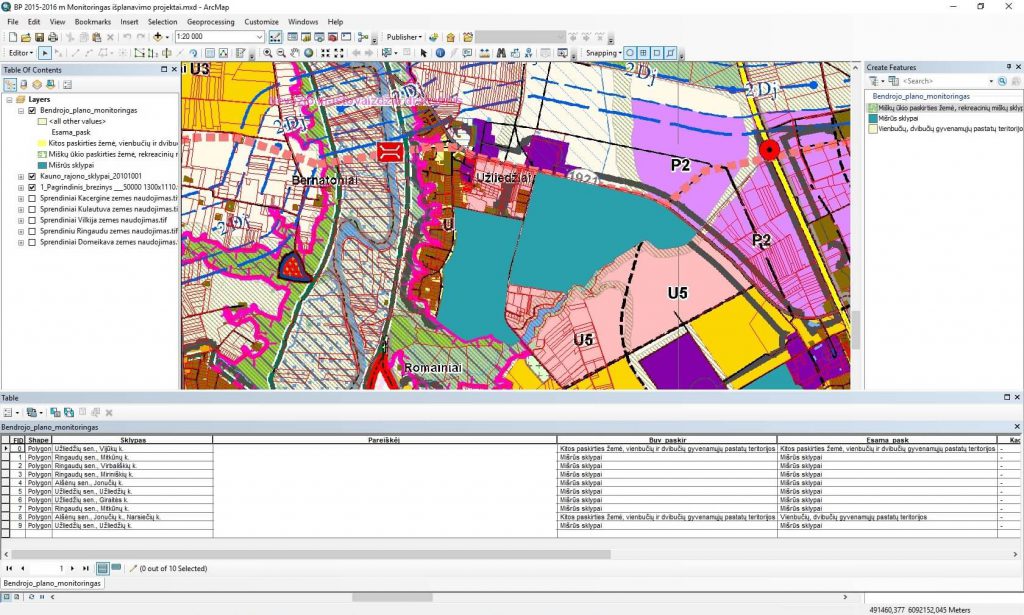 BP 2015-2016 m Monitoringas išplanavimo projektai.mxd - ArcMap
File Edit View Bookmarks Insert Selection Geoprocessing Customize Windows Help
1:20 000
Publisher
Editor
Snapping
Table Of Contents
Layers
Bendrojo_plano_monitoringas
<all other values>
Esama_pask
Kitos paskirties žemė, vienbučių ir dvibu
Miškų ūkio paskirties žemė, rekreacinių r
Mišrūs sklypai
Kauno_rajono_sklypai_20101001
1_Pagrindinis_brezinys ___50000 1300x1110.
Sprendiniai Kacergine zemes naudojimas.tif
Sprendiniai Kulautuva zemes naudojimas.tif
Sprendiniai Vilkija zemes naudojimas.tif
Sprendiniu Ringaudu zemes naudojimas.tif
Sprendiniai Domeikava zemes naudojimas.
U3
2Dj
2Dj
2Dj
Bernatoniai
Užliedžiai
P2
P2
U
U5
U5
Romainiai
Create Features
<Search>
Bendrojo_plano_monitoringas
Miškų ūkio paskirties žemė, rekreacinių miškų sklyp
Mišrūs sklypai
Vienbučių, dvibučių gyvenamųjų pastatų teritorijo
Table
Bendrojo_plano_monitoringas
FID Shape Sklypas Pareiškėj Buv_paskir Esama_pask Kac
0 Polygon Užliedžių sen., Vijūkų k. Kitos paskirties žemė, vienbučių ir dvibučių gyvenamųjų pastatų teritorijos Kitos paskirties žemė, vienbučių ir dvibučių gyvenamųjų pastatų teritorijos -
1 Polygon Ringaudų sen., Mitkūnų k. Mišrūs sklypai Mišrūs sklypai -
2 Polygon Ringaudų sen., Virbališkių k. Mišrūs sklypai Mišrūs sklypai -
3 Polygon Ringaudų sen., Miriniškių k. Mišrūs sklypai Mišrūs sklypai -
4 Polygon Alšėnų sen., Jonučių k. Mišrūs sklypai Mišrūs sklypai -
5 Polygon Užliedžių sen., Užliedžių k. Mišrūs sklypai Mišrūs sklypai -
6 Polygon Užliedžių sen., Giraitės k. Mišrūs sklypai Mišrūs sklypai -
7 Polygon Ringaudų sen., Mitkūnų k. Mišrūs sklypai Mišrūs sklypai -
8 Polygon Alšėnų sen., Jonučių k., Narsiečių k. Kitos paskirties žemė, vienbučių ir dvibučių gyvenamųjų pastatų teritorijos Vienbučių, dvibučių gyvenamųjų pastatų teritorijos -
9 Polygon Užliedžių sen., Užliedžių k. Mišrūs sklypai Mišrūs sklypai -
1
(0 out of 10 Selected)
Bendrojo_plano_monitoringas
491460,377 6092152,045 Meters